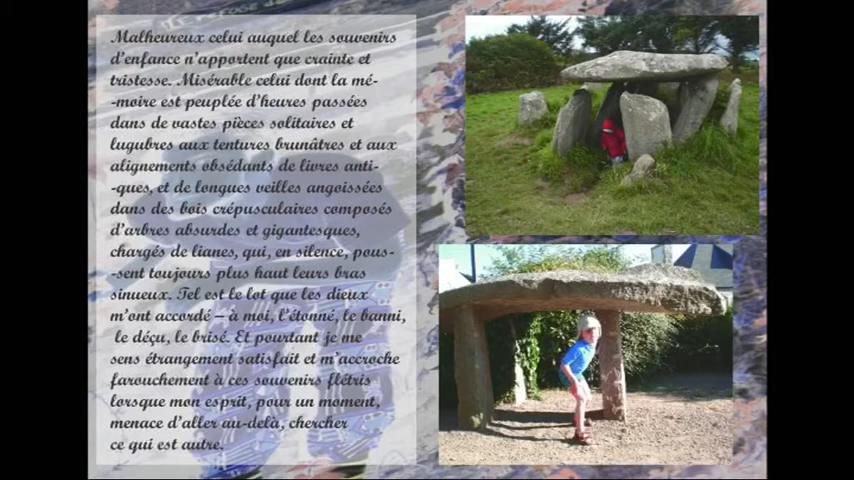 Malheureux celui auquel les souvenirs
d'enfance n'apportent que crainte et
tristesse. Misérable celui dont la mé-
-moire est peuplée d'heures passées
dans de vastes pièces solitaires et
lugubres aux tentures brunâtres et aux
alignements obsédants de livres anti-
-ques, et de longues veilles angoissées
dans des bois crépusculaires composés
d'arbres absurdes et gigantesques,
chargés de lianes, qui, en silence, pous-
-sent toujours plus haut leurs bras
sinueux. Tel est le lot que les dieux
m'ont accordé – à moi, l'étonné, le banni,
le déçu, le brisé. Et pourtant je me
sens étrangement satisfait et m'accroche
farouchement à ces souvenirs flétris
lorsque mon esprit, pour un moment,
menace d'aller au-delà, chercher
ce qui est autre.